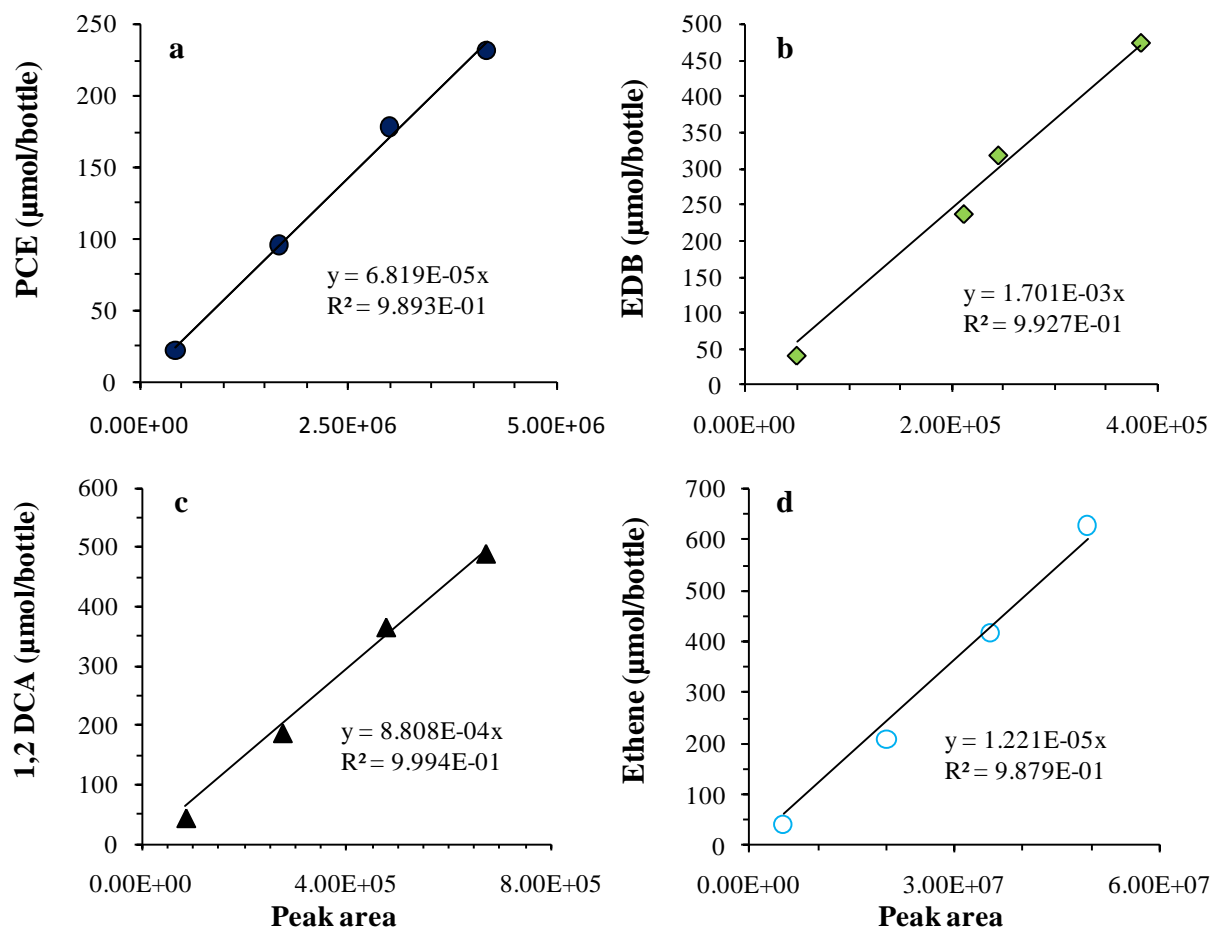 a
PCE (µmol/bottle)
250
200
150
100
50
0
y = 6.819E-05x
R² = 9.893E-01
0.00E+00 2.50E+06 5.00E+06
b
EDB (µmol/bottle)
500
450
400
350
300
250
200
150
100
50
0
y = 1.701E-03x
R² = 9.927E-01
0.00E+00 2.00E+05 4.00E+05
c
1,2 DCA (µmol/bottle)
600
500
400
300
200
100
0
y = 8.808E-04x
R² = 9.994E-01
0.00E+00 4.00E+05 8.00E+05
Peak area
d
Ethene (µmol/bottle)
700
600
500
400
300
200
100
0
y = 1.221E-05x
R² = 9.879E-01
0.00E+00 3.00E+07 6.00E+07
Peak area